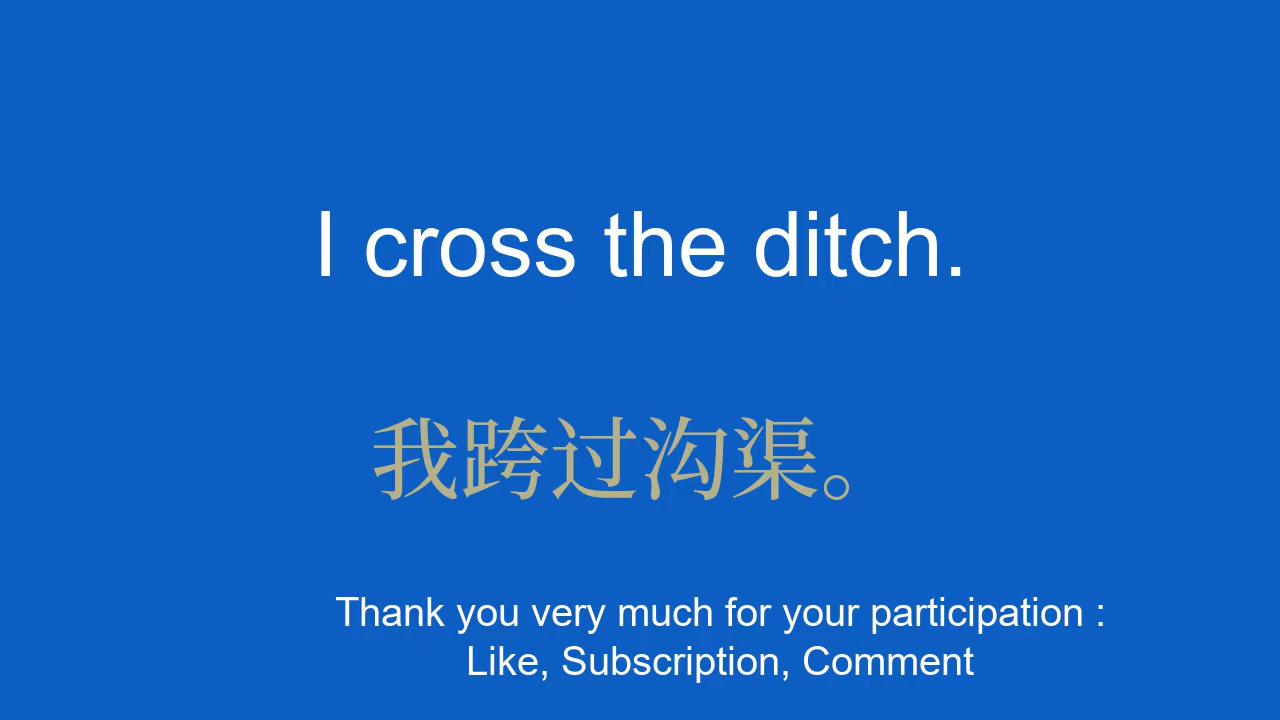 I cross the ditch.
我跨过沟渠。
Thank you very much for your participation :
Like, Subscription, Comment